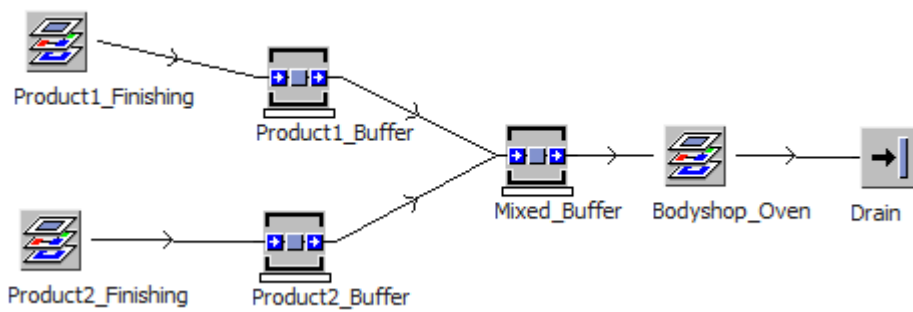 Product1_Finishing
Product1_Buffer
Mixed_Buffer
Bodyshop_Oven
Drain
Product2_Finishing
Product2_Buffer